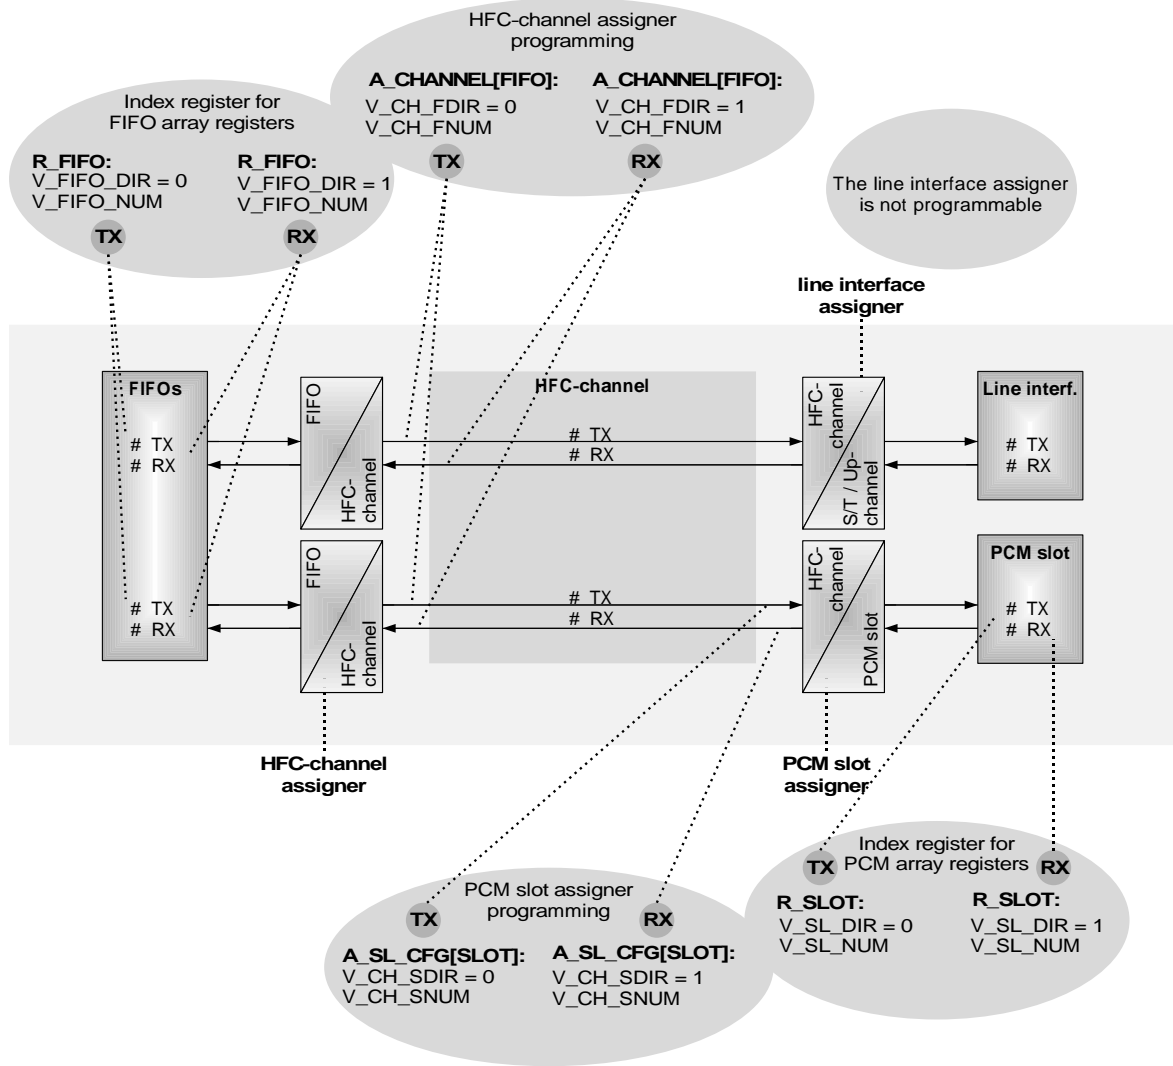 HFC-channel assigner
programming
A_CHANNEL[FIFO]:
V_CH_FDIR = 0
V_CH_FNUM
TX
A_CHANNEL[FIFO]:
V_CH_FDIR = 1
V_CH_FNUM
RX
Index register for
FIFO array registers
R_FIFO:
V_FIFO_DIR = 0
V_FIFO_NUM
TX
R_FIFO:
V_FIFO_DIR = 1
V_FIFO_NUM
RX
The line interface assigner
is not programmable
line interface
assigner
FIFOs
# TX
# RX
# TX
# RX
FIFO
HFC-
channel
FIFO
HFC-
channel
HFC-channel
# TX
# RX
# TX
# RX
HFC-
channel
S/T / Up-
channel
HFC-
channel
PCM slot
Line interf.
# TX
# RX
PCM slot
# TX
# RX
HFC-channel
assigner
PCM slot
assigner
PCM slot assigner
programming
TX
A_SL_CFG[SLOT]:
V_CH_SDIR = 0
V_CH_SNUM
RX
A_SL_CFG[SLOT]:
V_CH_SDIR = 1
V_CH_SNUM
Index register for
PCM array registers
TX
R_SLOT:
V_SL_DIR = 0
V_SL_NUM
RX
R_SLOT:
V_SL_DIR = 1
V_SL_NUM